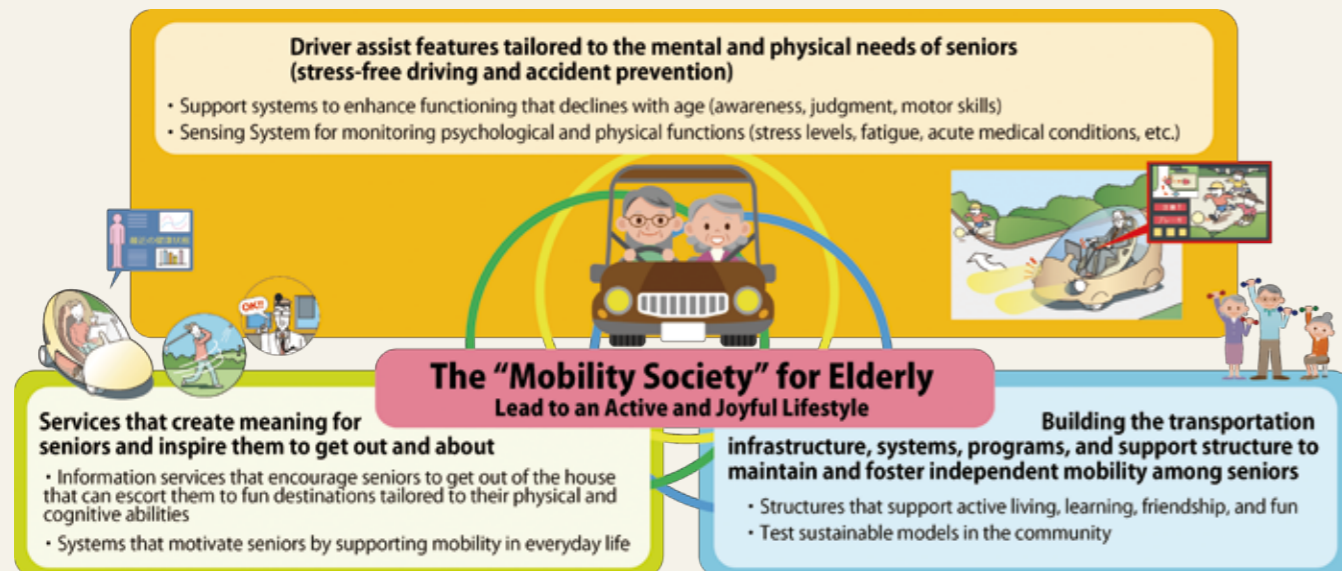 Driver assist features tailored to the mental and physical needs of seniors
(stress-free driving and accident prevention)
・Support systems to enhance functioning that declines with age (awareness, judgment, motor skills)
・Sensing System for monitoring psychological and physical functions (stress levels, fatigue, acute medical conditions, etc.)
OK!!
The “Mobility Society” for Elderly
Lead to an Active and Joyful Lifestyle
Services that create meaning for
seniors and inspire them to get out and about
・Information services that encourage seniors to get out of the house
that can escort them to fun destinations tailored to their physical and
cognitive abilities
・Systems that motivate seniors by supporting mobility in everyday life
Building the transportation
infrastructure, systems, programs, and support structure to
maintain and foster independent mobility among seniors
・Structures that support active living, learning, friendship, and fun
・Test sustainable models in the community